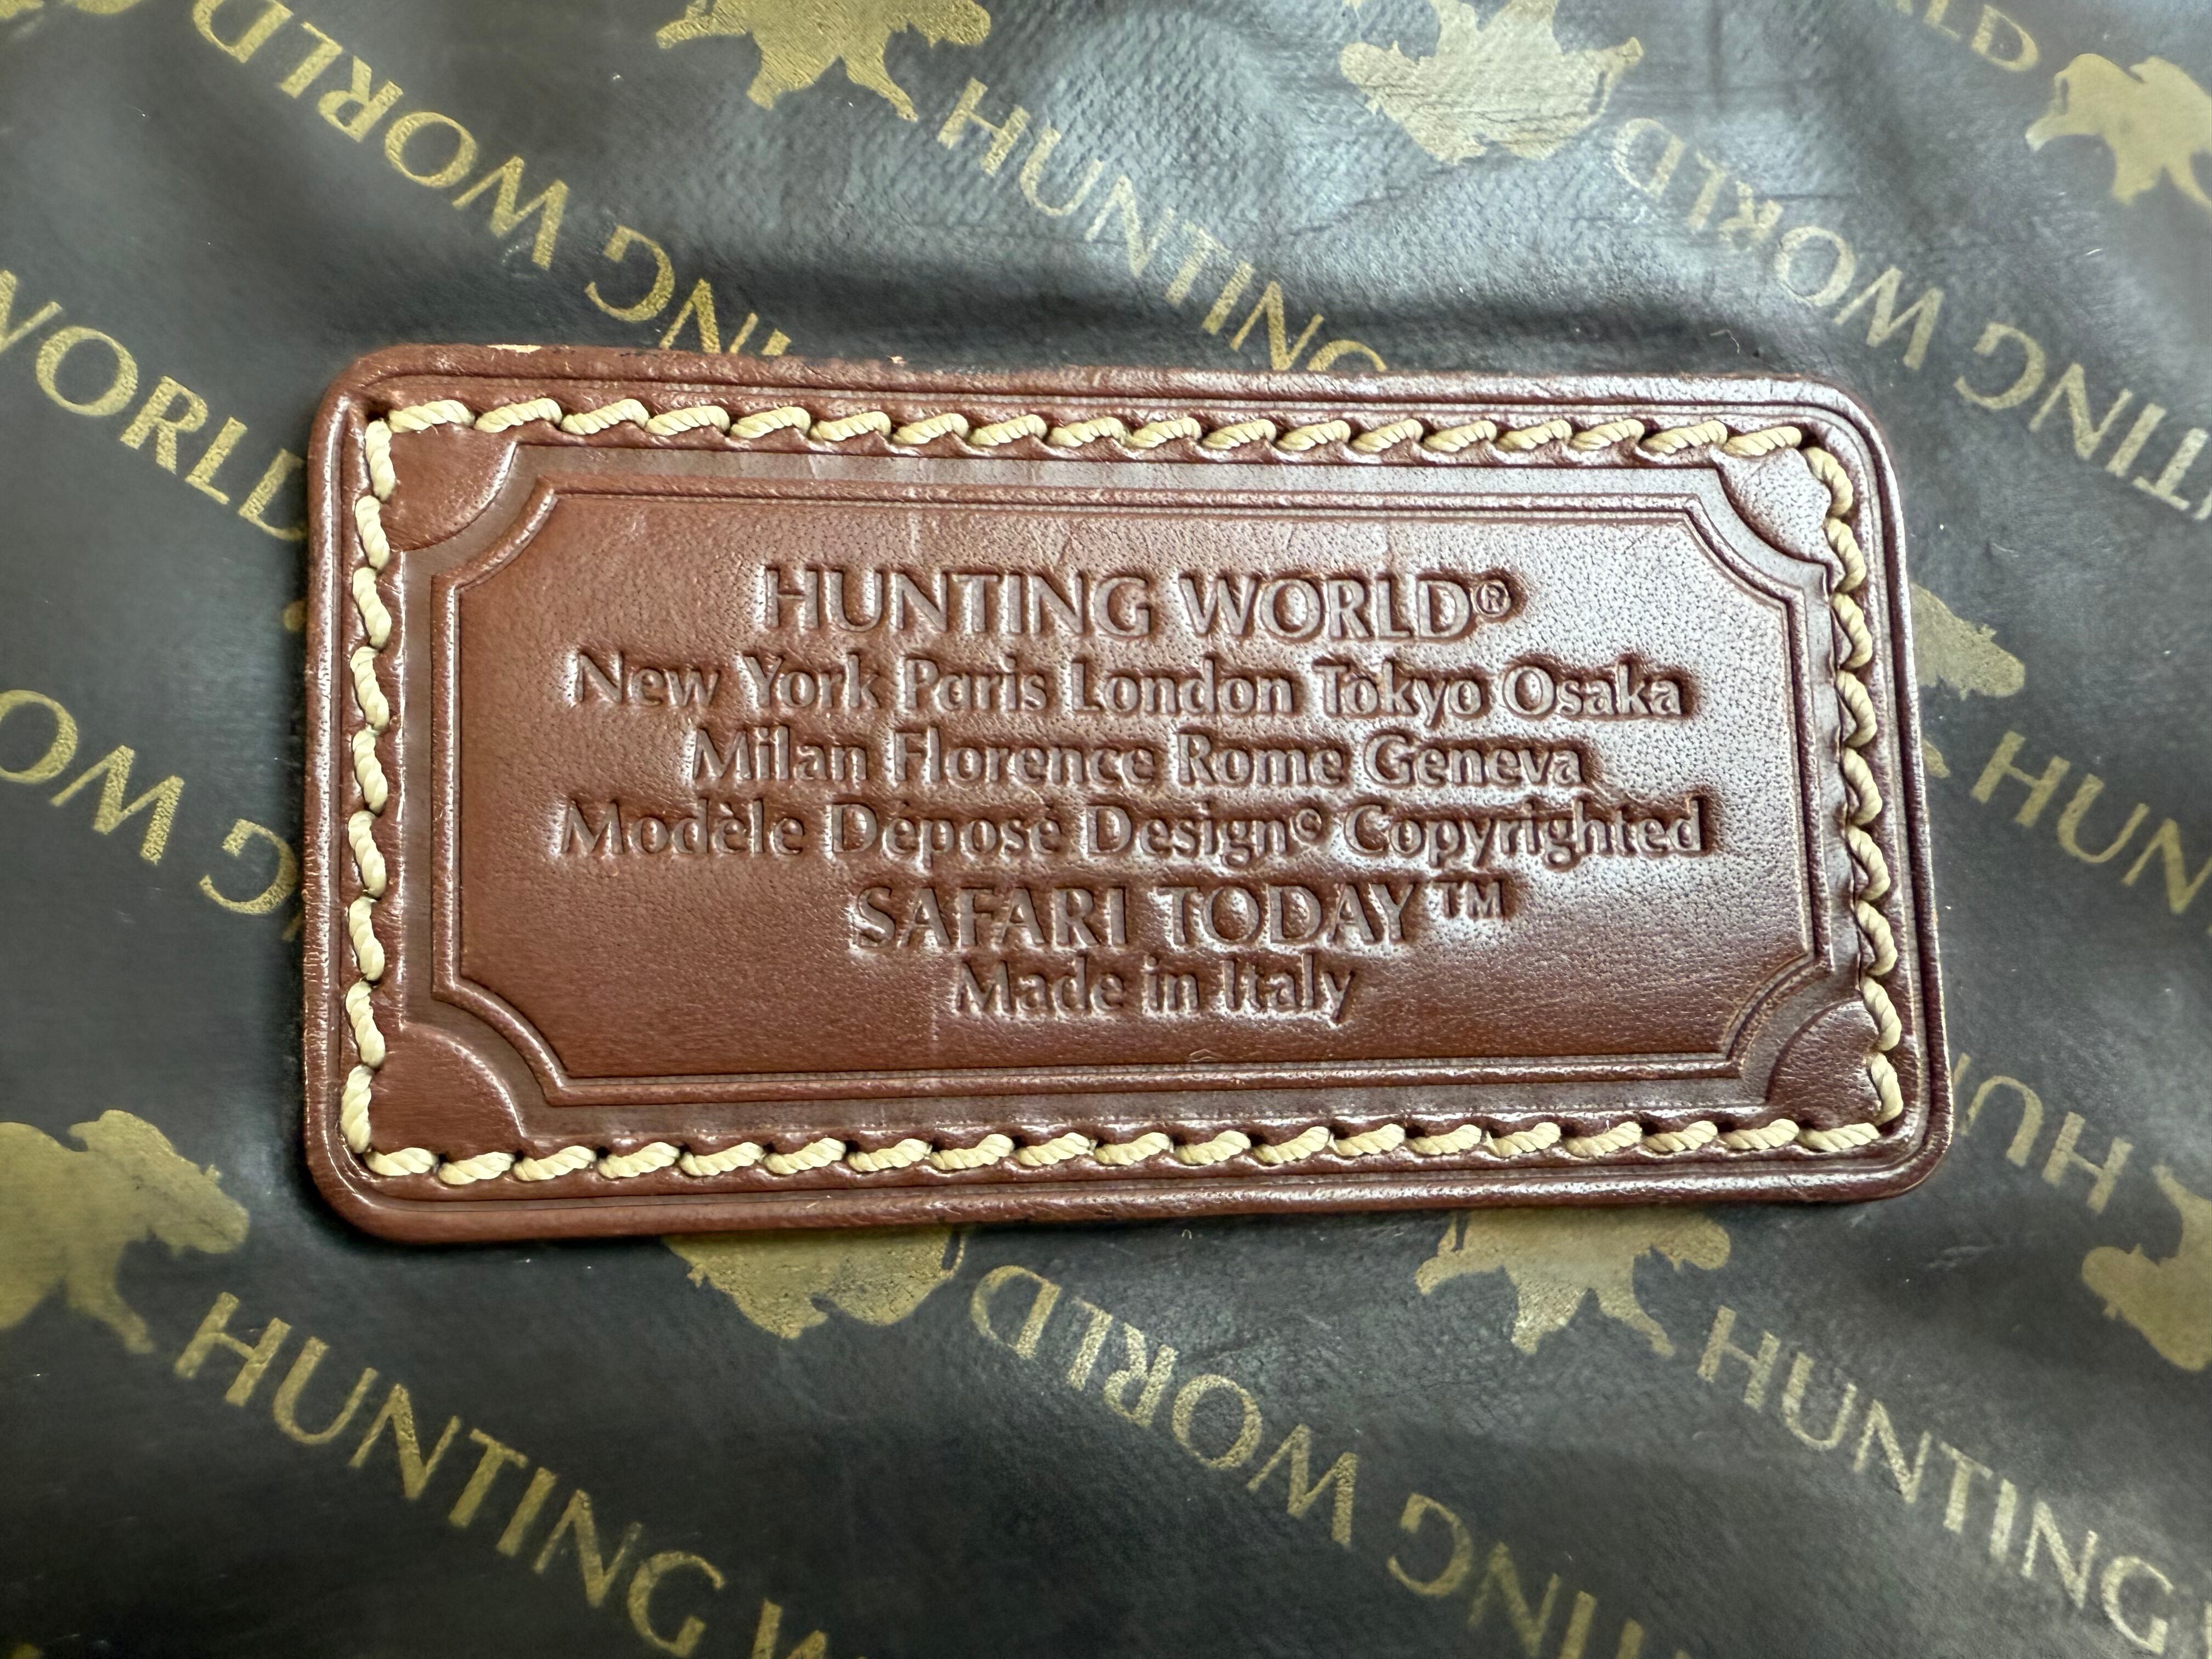 HUNTING WORLD®
New York Paris London Tokyo Osaka
Milan Florence Rome Geneva
Modèle Déposé Design© Copyrighted
SAFARI TODAY™
Made in Italy
WORLD
HUNTING
WORLD
WORLD
HUNTING
WORLD
HUNTING